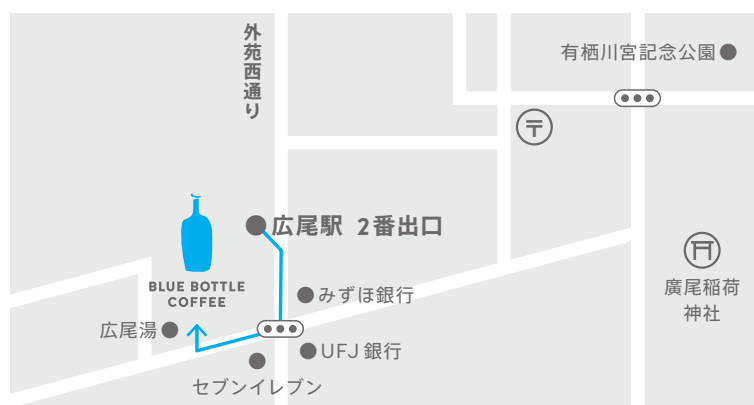 外苑西通り
有栖川宮記念公園
〒
広尾駅 2番出口
BLUE BOTTLE
COFFEE
みずほ銀行
廣尾稲荷
神社
広尾湯
UFJ 銀行
セブンイレブン